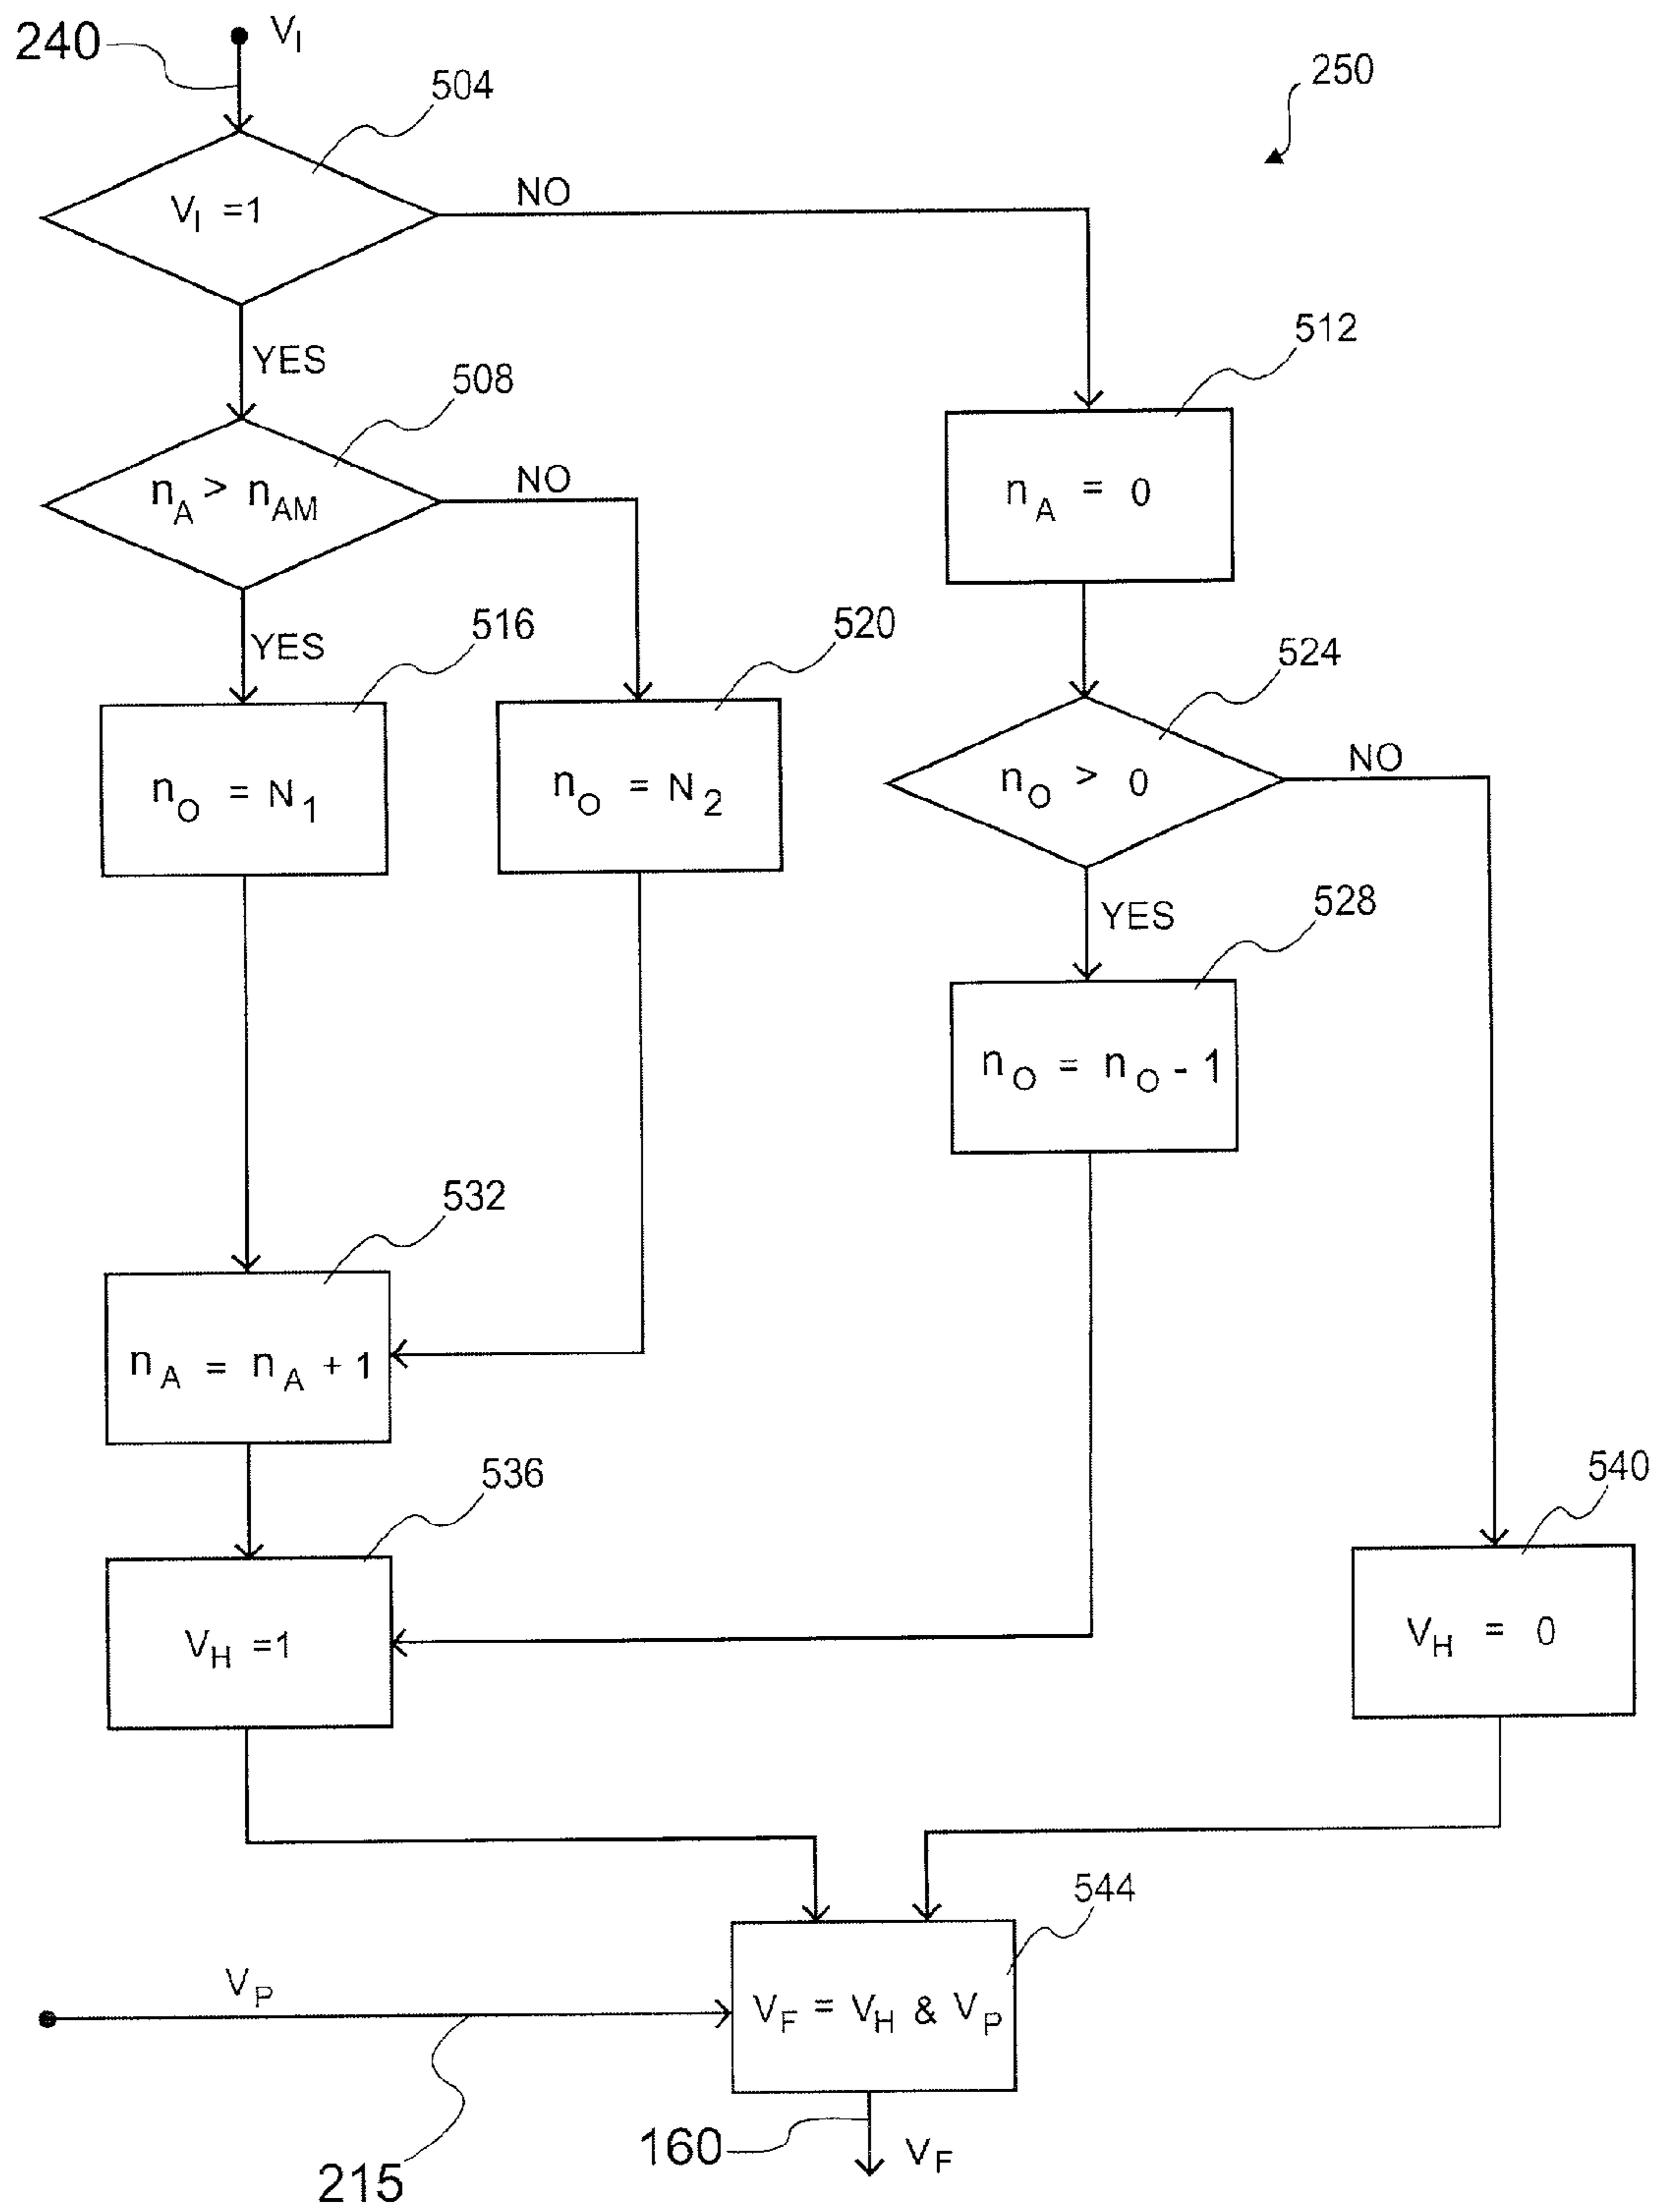 240
V_I
504
250
V_I =1
NO
YES
512
508
n_A > n_AM
NO
n_A = 0
YES
516
520
524
n_O = N_1
n_O = N_2
n_O > 0
NO
YES
528
n_O = n_O - 1
532
n_A = n_A + 1
536
540
V_H =1
V_H = 0
544
V_P
V_F = V_H & V_P
215
160
V_F